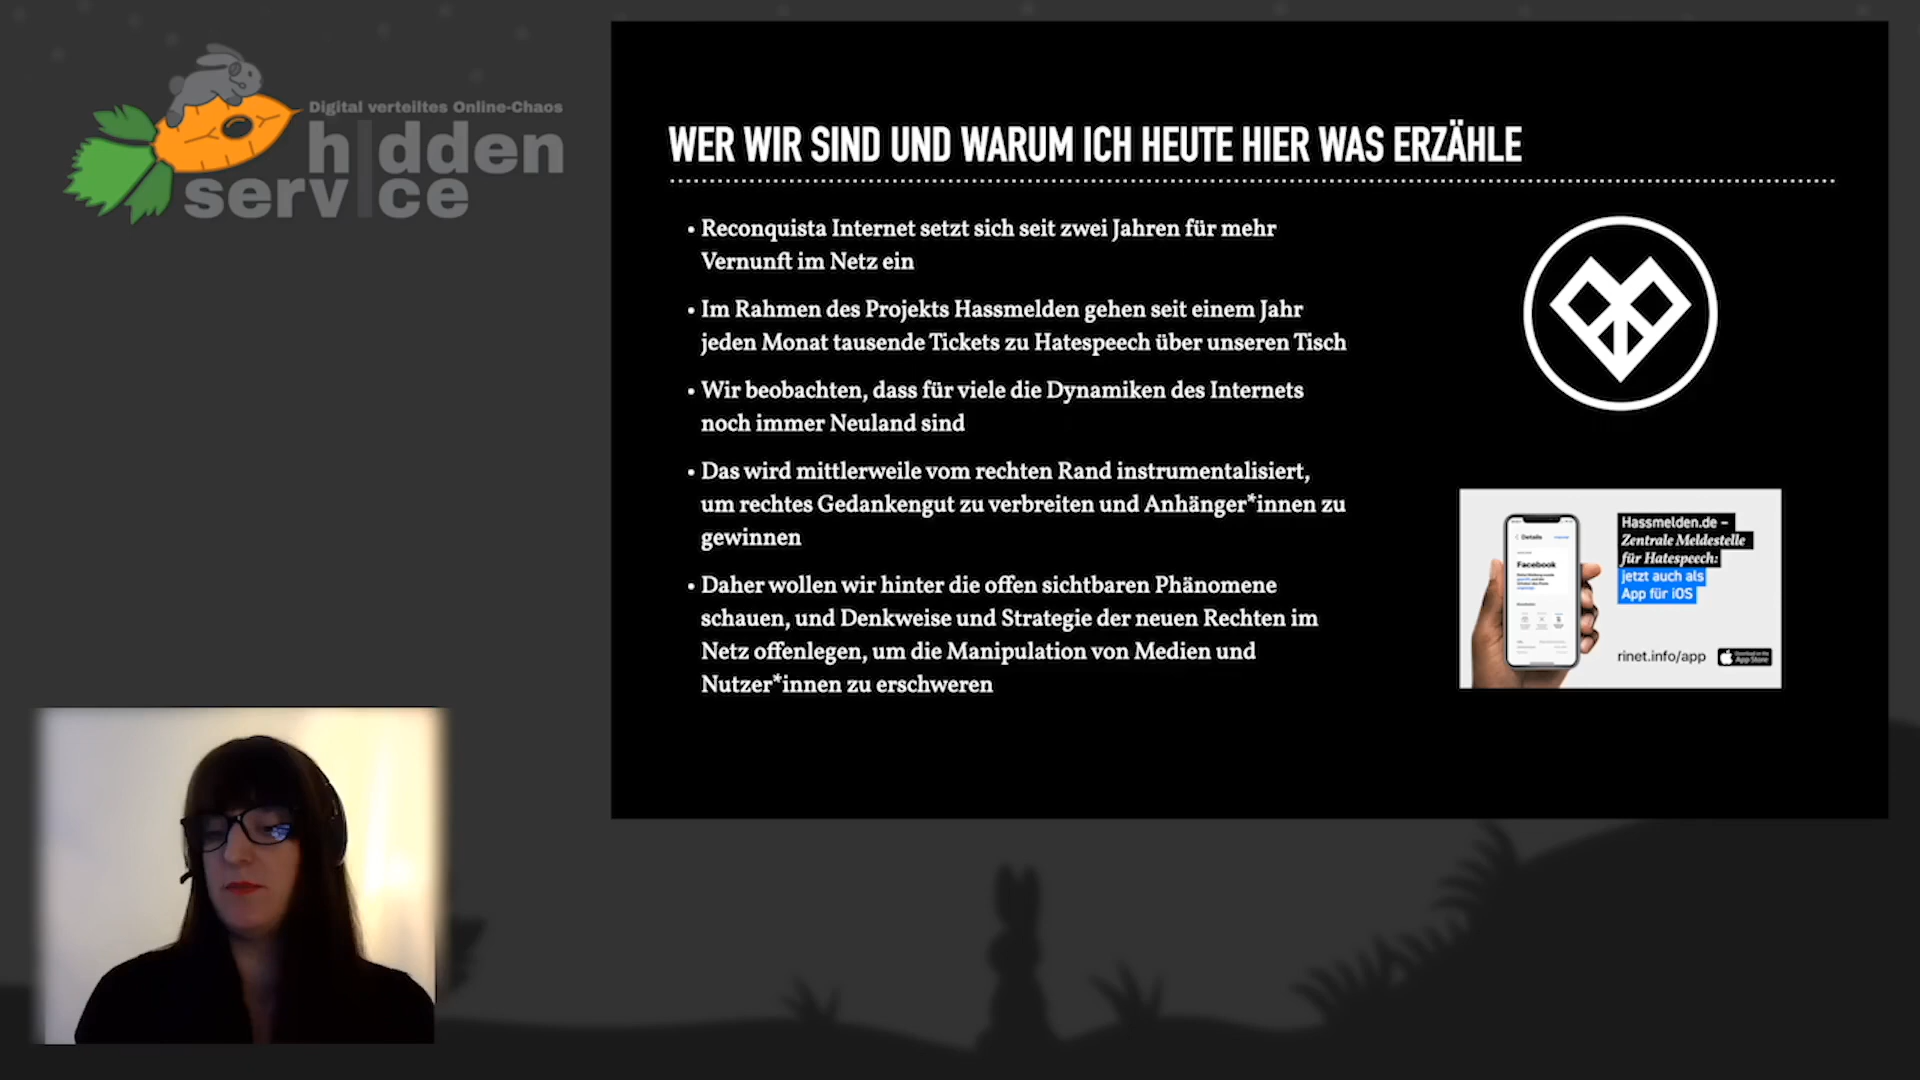 Digital verteiltes Online-Chaos
hidden
service
WER WIR SIND UND WARUM ICH HEUTE HIER WAS ERZÄHLE
• Reconquista Internet setzt sich seit zwei Jahren für mehr
Vernunft im Netz ein
• Im Rahmen des Projekts Hassmelden gehen seit einem Jahr
jeden Monat tausende Tickets zu Hatespeech über unseren Tisch
• Wir beobachten, dass für viele die Dynamiken des Internets
noch immer Neuland sind
• Das wird mittlerweile vom rechten Rand instrumentalisiert,
um rechtes Gedankengut zu verbreiten und Anhänger*innen zu
gewinnen
• Daher wollen wir hinter die offen sichtbaren Phänomene
schauen, und Denkweise und Strategie der neuen Rechten im
Netz offenlegen, um die Manipulation von Medien und
Nutzer*innen zu erschweren
Details
Facebook
Hassmelden.de –
Zentrale Meldestelle
für Hatespeech:
jetzt auch als
App für iOS
rinet.info/app
App Store